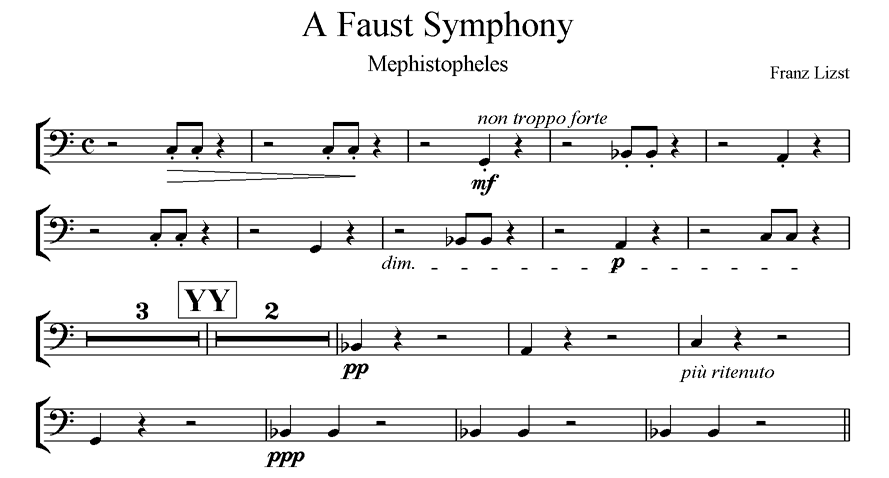 A Faust Symphony
Mephistopheles
Franz Lizst
non troppo forte
mf
dim.
p
3
YY
2
pp
più ritenuto
ppp